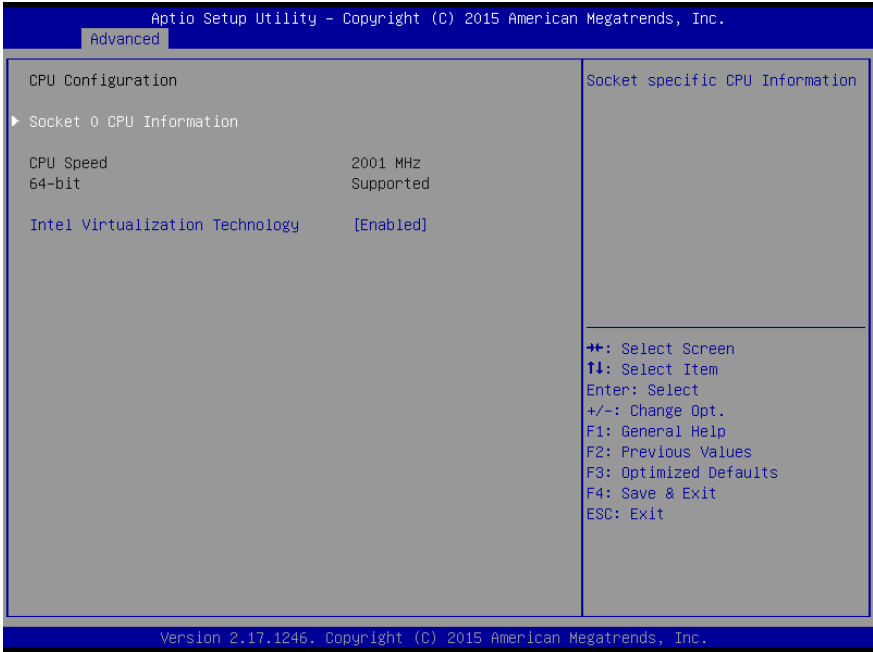 Aptio Setup Utility – Copyright (C) 2015 American Megatrends, Inc.
Advanced
CPU Configuration
Socket 0 CPU Information
CPU Speed 2001 MHz
64-bit Supported
Intel Virtualization Technology [Enabled]
Socket specific CPU Information
→←: Select Screen
↑↓: Select Item
Enter: Select
+/-: Change Opt.
F1: General Help
F2: Previous Values
F3: Optimized Defaults
F4: Save & Exit
ESC: Exit
Version 2.17.1246. Copyright (C) 2015 American Megatrends, Inc.